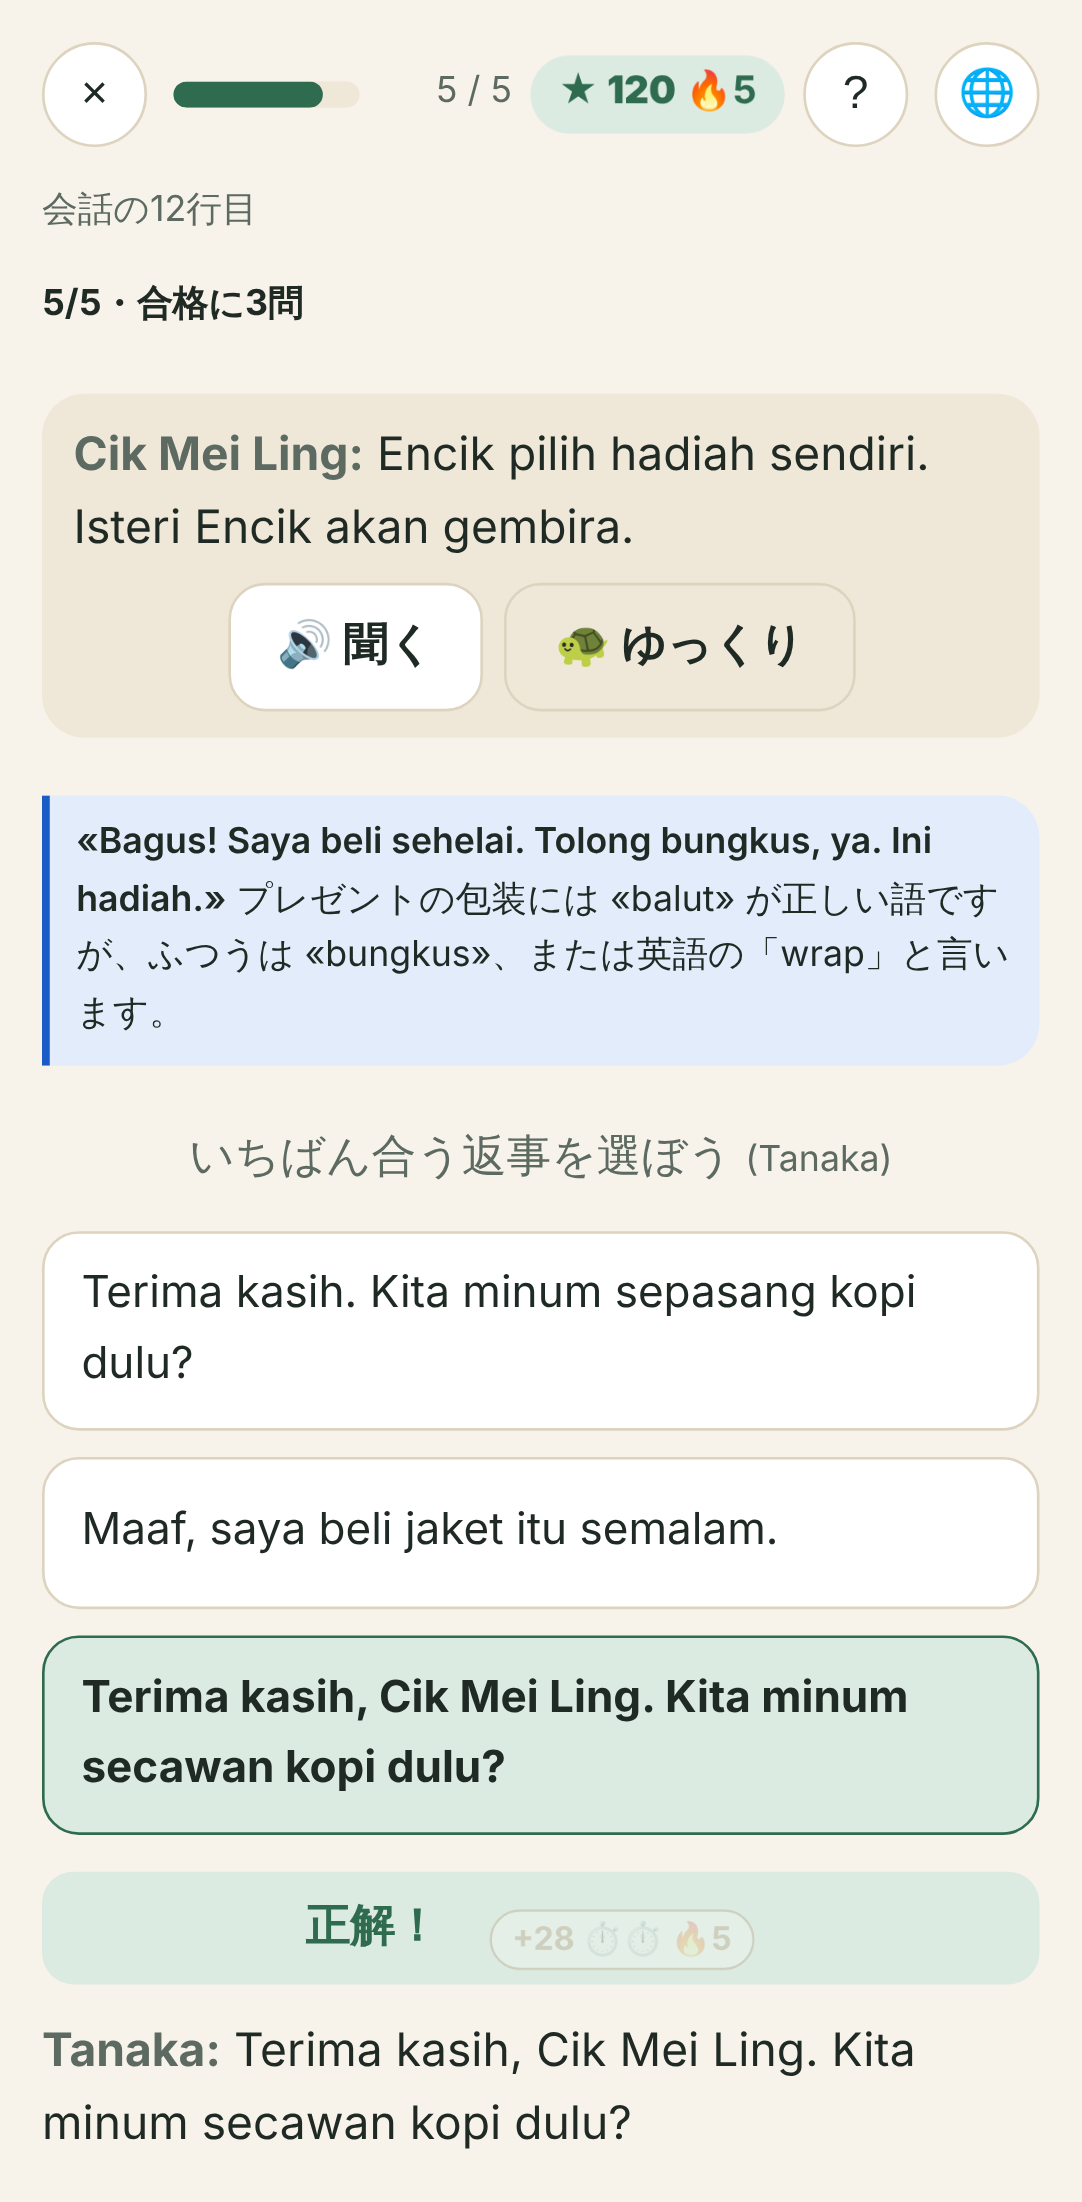 ×
5 / 5
★ 120 🔥5
?
会話の12行目
5/5・合格に3問
Cik Mei Ling: Encik pilih hadiah sendiri.
Isteri Encik akan gembira.
🔊 聞く
🐢 ゆっくり
«Bagus! Saya beli sehelai. Tolong bungkus, ya. Ini
hadiah.» プレゼントの包装には «balut» が正しい語です
が、ふつうは «bungkus»、または英語の「wrap」と言い
ます。
いちばん合う返事を選ぼう (Tanaka)
Terima kasih. Kita minum sepasang kopi
dulu?
Maaf, saya beli jaket itu semalam.
Terima kasih, Cik Mei Ling. Kita minum
secawan kopi dulu?
正解！
+28 ⏱️⏱️ 🔥5
Tanaka: Terima kasih, Cik Mei Ling. Kita
minum secawan kopi dulu?